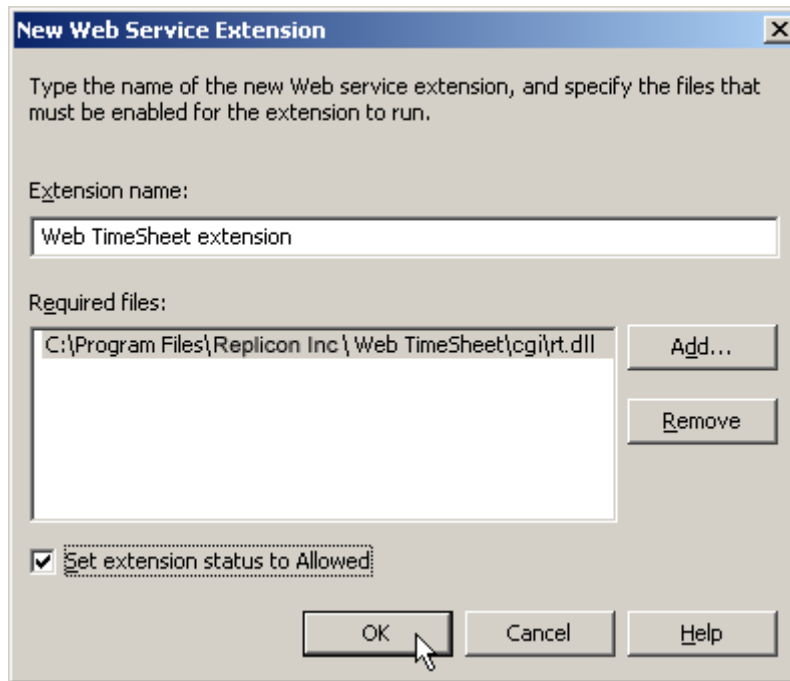 New Web Service Extension
Type the name of the new Web service extension, and specify the files that
must be enabled for the extension to run.
Extension name:
Web TimeSheet extension
Required files:
C:\Program Files\Replicon Inc\ Web TimeSheet\cgi\rt.dll
Add...
Remove
Set extension status to Allowed
OK
Cancel
Help